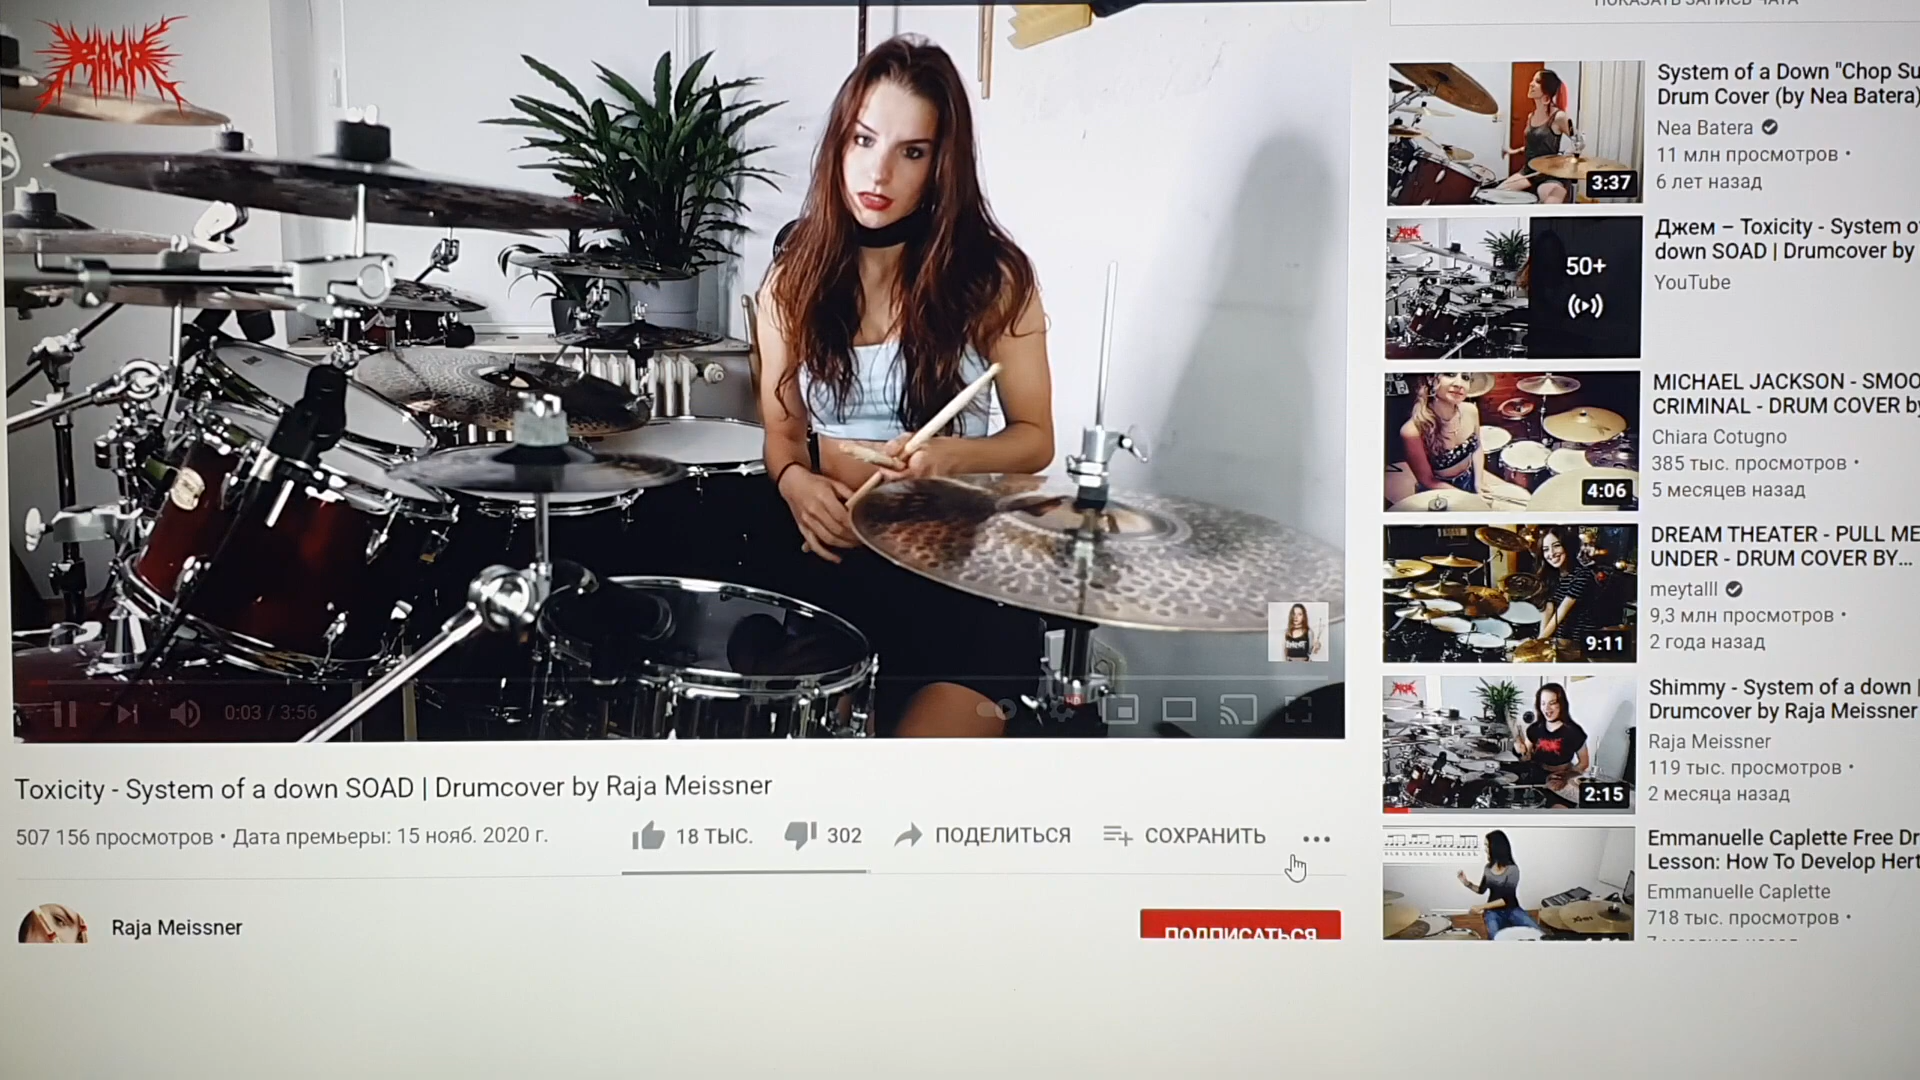 ПОКАЗАТЬ ЗАПИСЬ ЧАТА
RAJA
0:03 / 3:56
HD
Toxicity - System of a down SOAD | Drumcover by Raja Meissner
507 156 просмотров • Дата премьеры: 15 нояб. 2020 г.
18 ТЫС.
302
ПОДЕЛИТЬСЯ
СОХРАНИТЬ
Raja Meissner
ПОДПИСАТЬСЯ
System of a Down "Chop Su
Drum Cover (by Nea Batera)
Nea Batera
11 млн просмотров •
6 лет назад
3:37
Джем – Toxicity - System o
down SOAD | Drumcover by
YouTube
50+
MICHAEL JACKSON - SMOO
CRIMINAL - DRUM COVER by
Chiara Cotugno
385 тыс. просмотров •
5 месяцев назад
4:06
DREAM THEATER - PULL ME
UNDER - DRUM COVER BY...
meytalll
9,3 млн просмотров •
2 года назад
9:11
Shimmy - System of a down |
Drumcover by Raja Meissner
Raja Meissner
119 тыс. просмотров •
2 месяца назад
2:15
Emmanuelle Caplette Free Dr
Lesson: How To Develop Hert
Emmanuelle Caplette
718 тыс. просмотров •